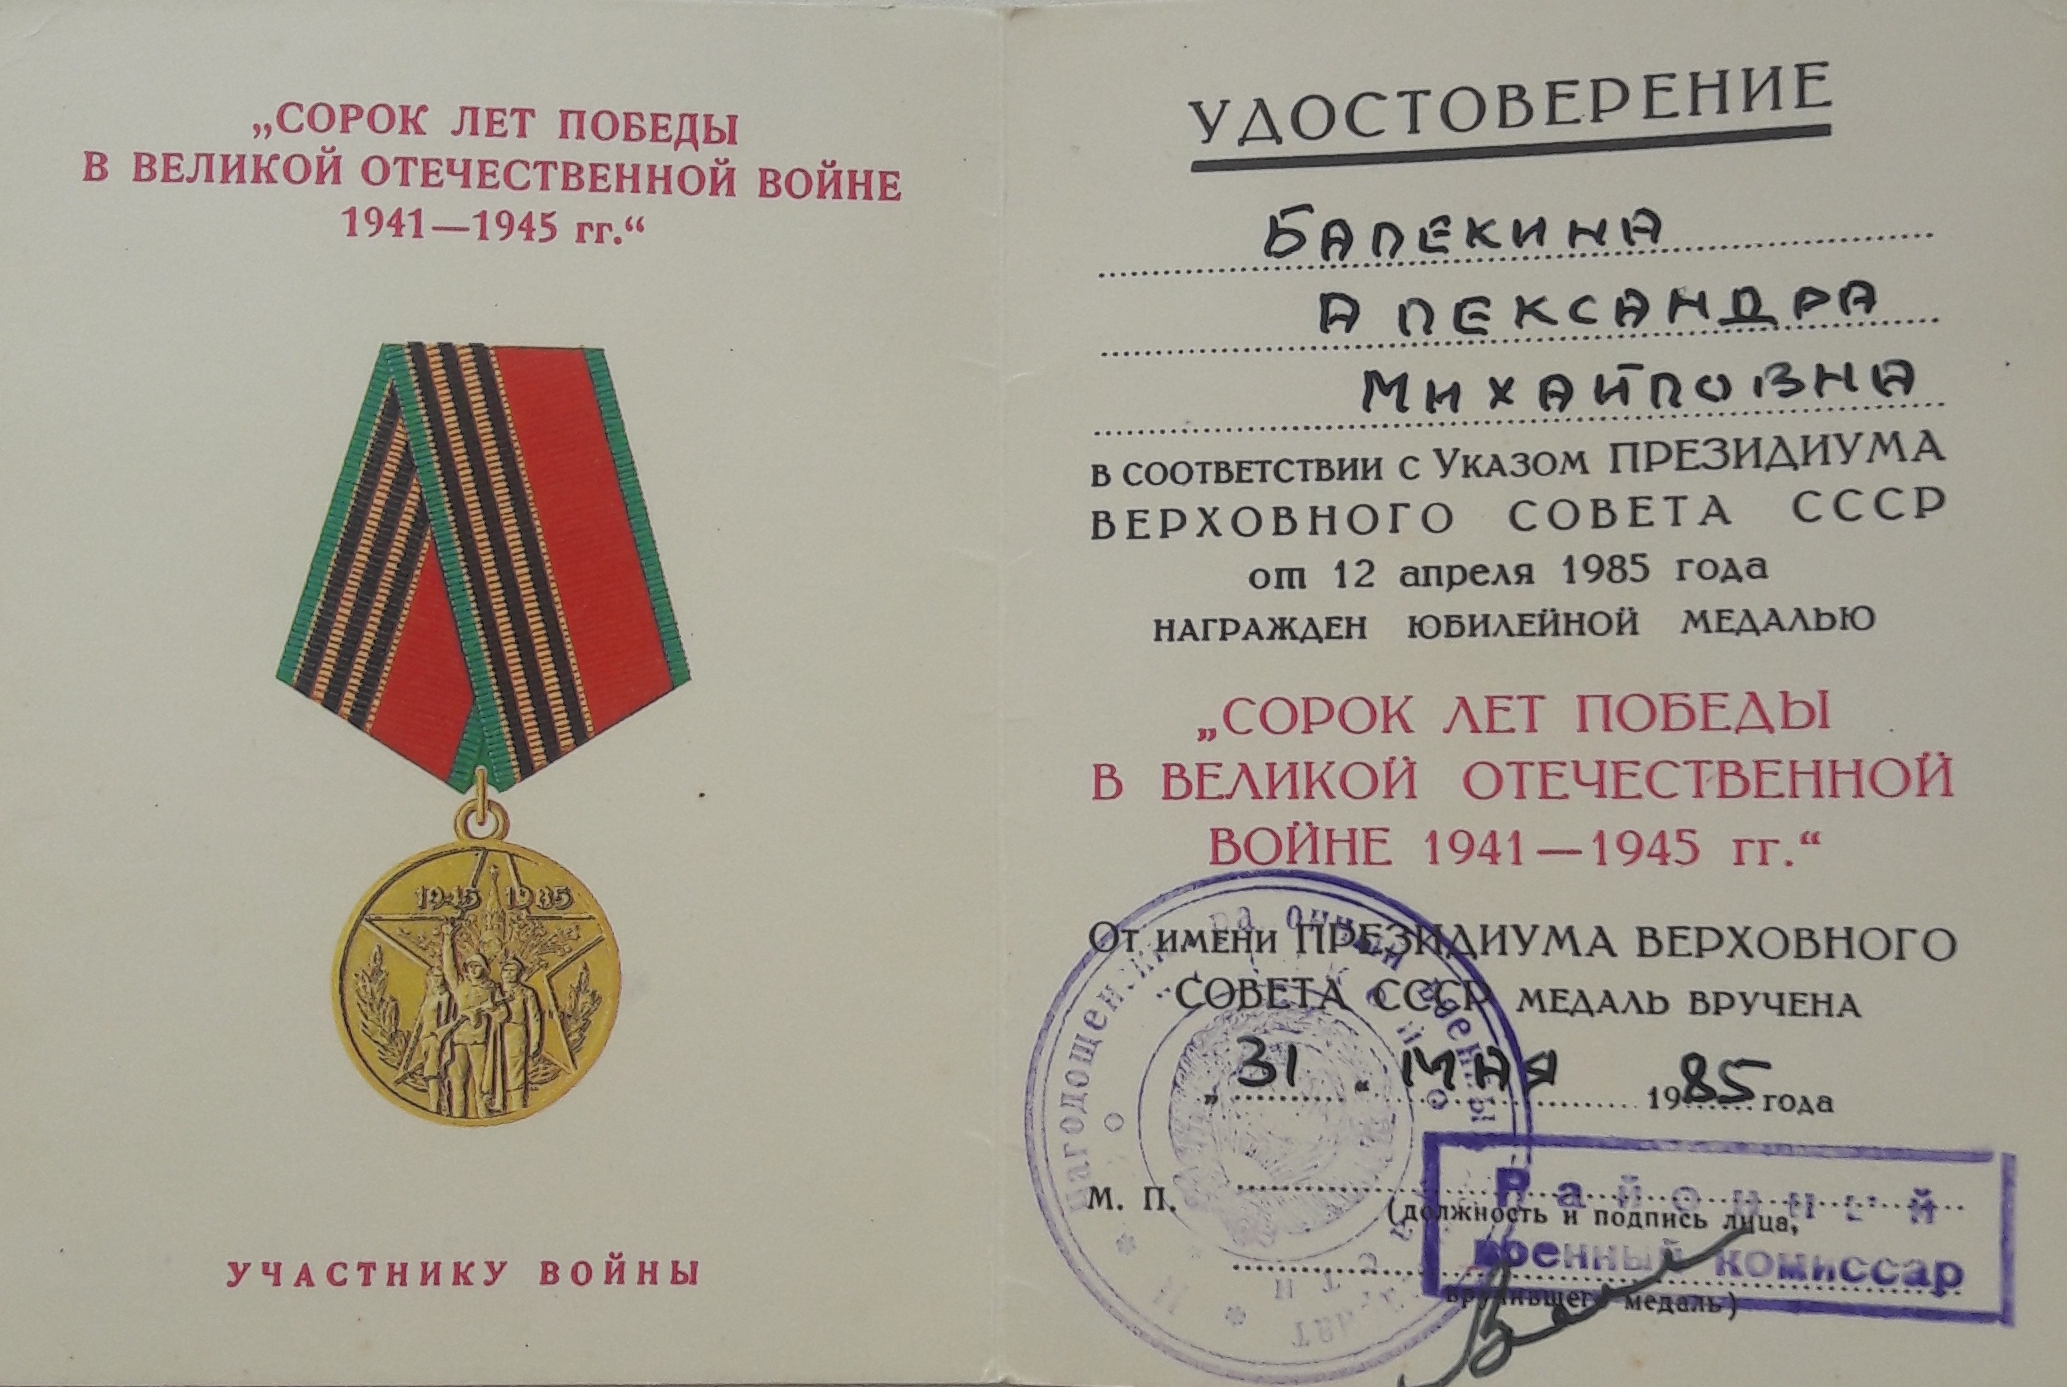 „СОРОК ЛЕТ ПОБЕДЫ
В ВЕЛИКОЙ ОТЕЧЕСТВЕННОЙ ВОЙНЕ
1941—1945 гг.“
1945 1985
УЧАСТНИКУ ВОЙНЫ
УДОСТОВЕРЕНИЕ
БАЛЕКИНА
АЛЕКСАНДРА
МИХАЙЛОВНА
В СООТВЕТСТВИИ С УКАЗОМ ПРЕЗИДИУМА
ВЕРХОВНОГО СОВЕТА СССР
от 12 апреля 1985 года
НАГРАЖДЕН ЮБИЛЕЙНОЙ МЕДАЛЬЮ
„СОРОК ЛЕТ ПОБЕДЫ
В ВЕЛИКОЙ ОТЕЧЕСТВЕННОЙ
ВОЙНЕ 1941—1945 гг.“
ОТ ИМЕНИ ПРЕЗИДИУМА ВЕРХОВНОГО
СОВЕТА СССР МЕДАЛЬ ВРУЧЕНА
„31“ МАЯ 1985 года
М. П.
Районный
(должность и подпись лица,
военный комиссар
вручившего медаль)